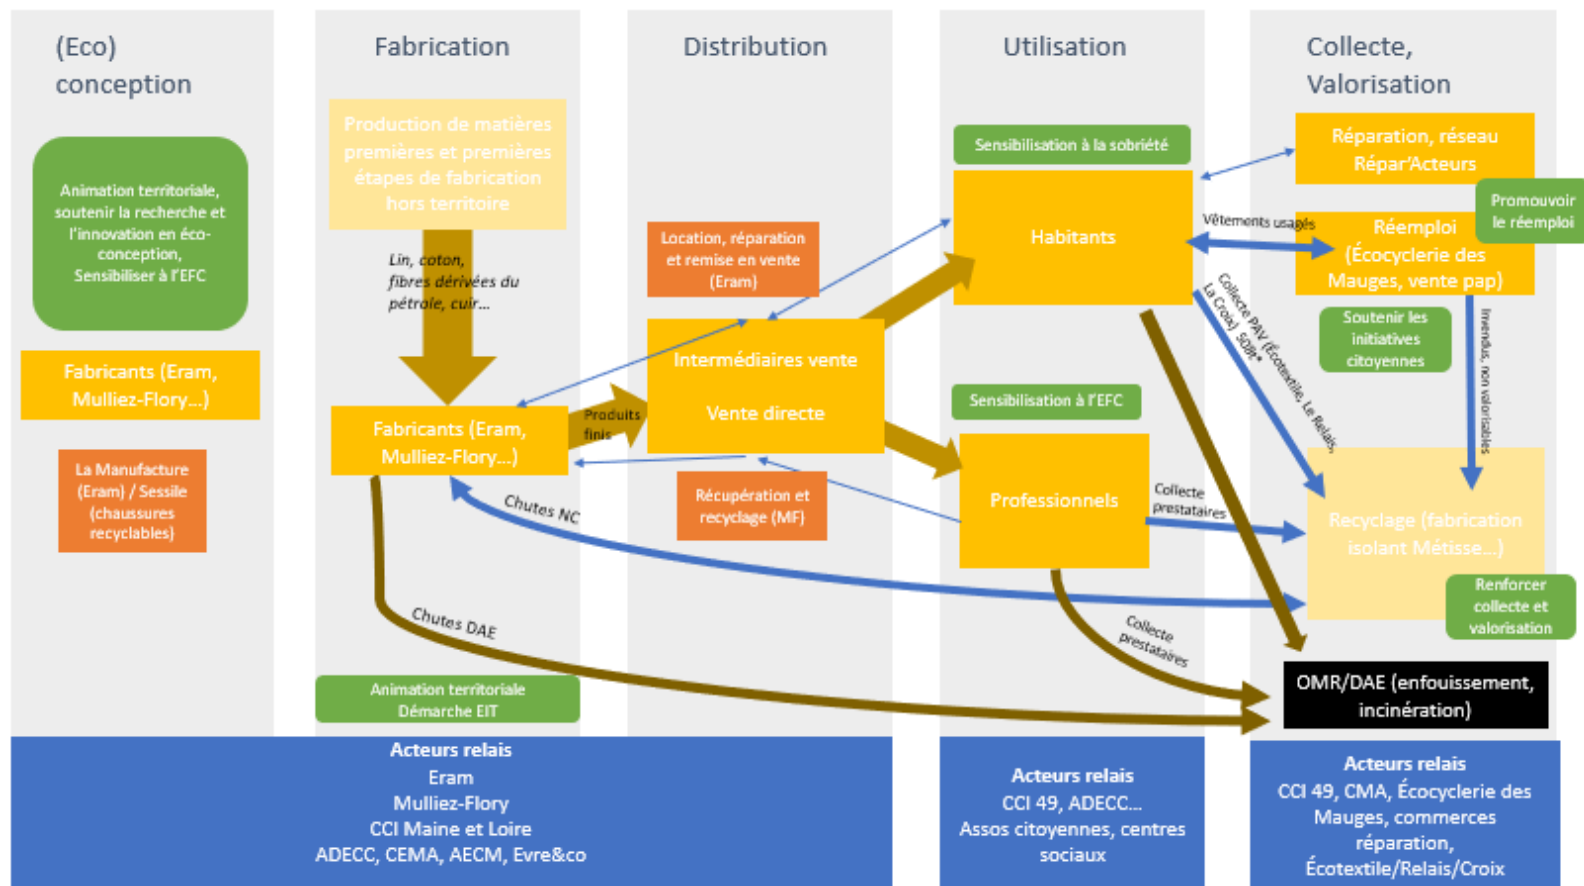 (Eco)
conception
Animation territoriale,
soutenir la recherche et
l'innovation en éco-
conception,
Sensibiliser à l'EFC
Fabricants (Eram,
Mulliez-Flory...)
La Manufacture
(Eram) / Sessile
(chaussures
recyclables)
Fabrication
Production de matières
premières et premières
étapes de fabrication
hors territoire
Lin, coton,
fibres dérivées du
pétrole, cuir...
Fabricants (Eram,
Mulliez-Flory...)
Produits
finis
Chutes NC
Chutes DAE
Animation territoriale
Démarche EIT
Distribution
Location, réparation
et remise en vente
(Eram)
Intermédiaires vente
Vente directe
Récupération et
recyclage (MF)
Utilisation
Sensibilisation à la sobriété
Habitants
Sensibilisation à l'EFC
Professionnels
Collecte
prestataires
Collecte
prestataires
Collecte,
Valorisation
Réparation, réseau
Répar'Acteurs
Promouvoir
le réemploi
Vêtements usagés
Réemploi
(Écocyclerie des
Mauges, vente pap)
Collecte PAV (Écotextile, Le Relais,
La Croix) 508t*
Soutenir les
initiatives
citoyennes
Invendus, non valorisables
Recyclage (fabrication
isolant Métisse...)
Renforcer
collecte et
valorisation
OMR/DAE (enfouissement,
incinération)
Acteurs relais
Eram
Mulliez-Flory
CCI Maine et Loire
ADECC, CEMA, AECM, Evre&co
Acteurs relais
CCI 49, ADECC...
Assos citoyennes, centres
sociaux
Acteurs relais
CCI 49, CMA, Écocyclerie des
Mauges, commerces
réparation,
Écotextile/Relais/Croix